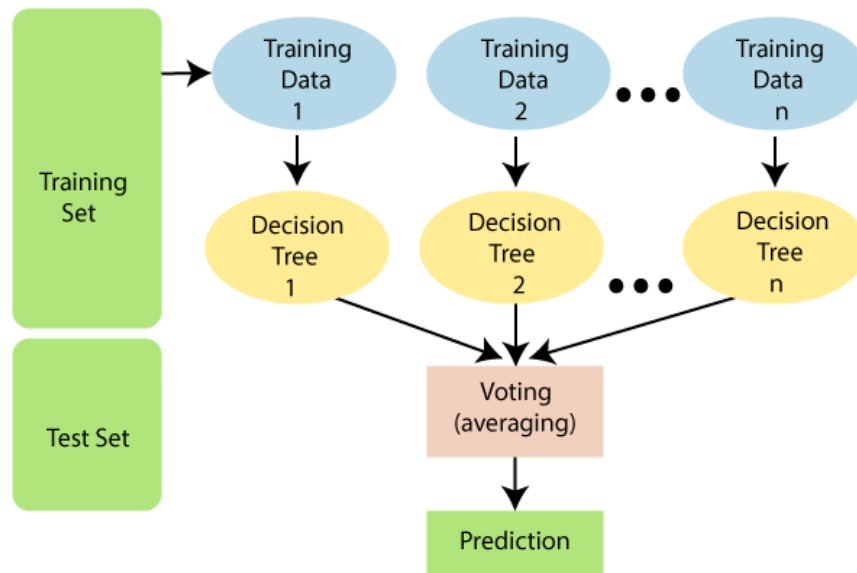 Training
Set
Test Set
Training
Data
1
Training
Data
2
Training
Data
n
Decision
Tree
1
Decision
Tree
2
Decision
Tree
n
Voting
(averaging)
Prediction